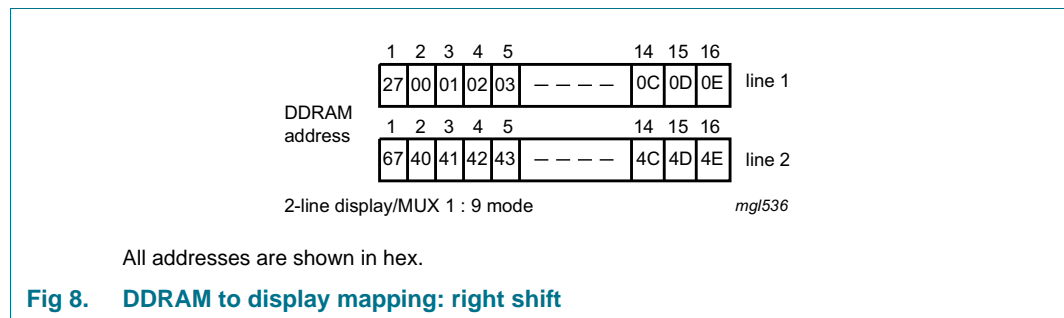 1 2 3 4 5 14 15 16
27 00 01 02 03 – – – – 0C 0D 0E line 1
DDRAM
address
1 2 3 4 5 14 15 16
67 40 41 42 43 – – – – 4C 4D 4E line 2
2-line display/MUX 1 : 9 mode mgl536
All addresses are shown in hex.
Fig 8. DDRAM to display mapping: right shift